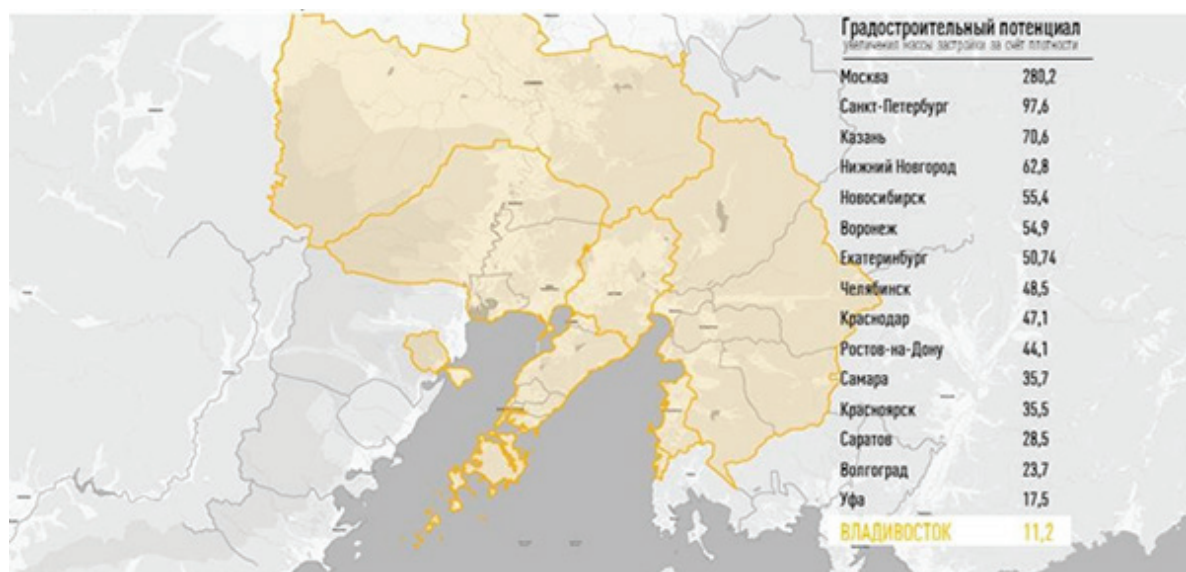 Градостроительный потенциал
увеличения массы застройки за счёт плотности
Москва 280,2
Санкт-Петербург 97,6
Казань 70,6
Нижний Новгород 62,8
Новосибирск 55,4
Воронеж 54,9
Екатеринбург 50,74
Челябинск 48,5
Краснодар 47,1
Ростов-на-Дону 44,1
Самара 35,7
Красноярск 35,5
Саратов 28,5
Волгоград 23,7
Уфа 17,5
ВЛАДИВОСТОК 11,2